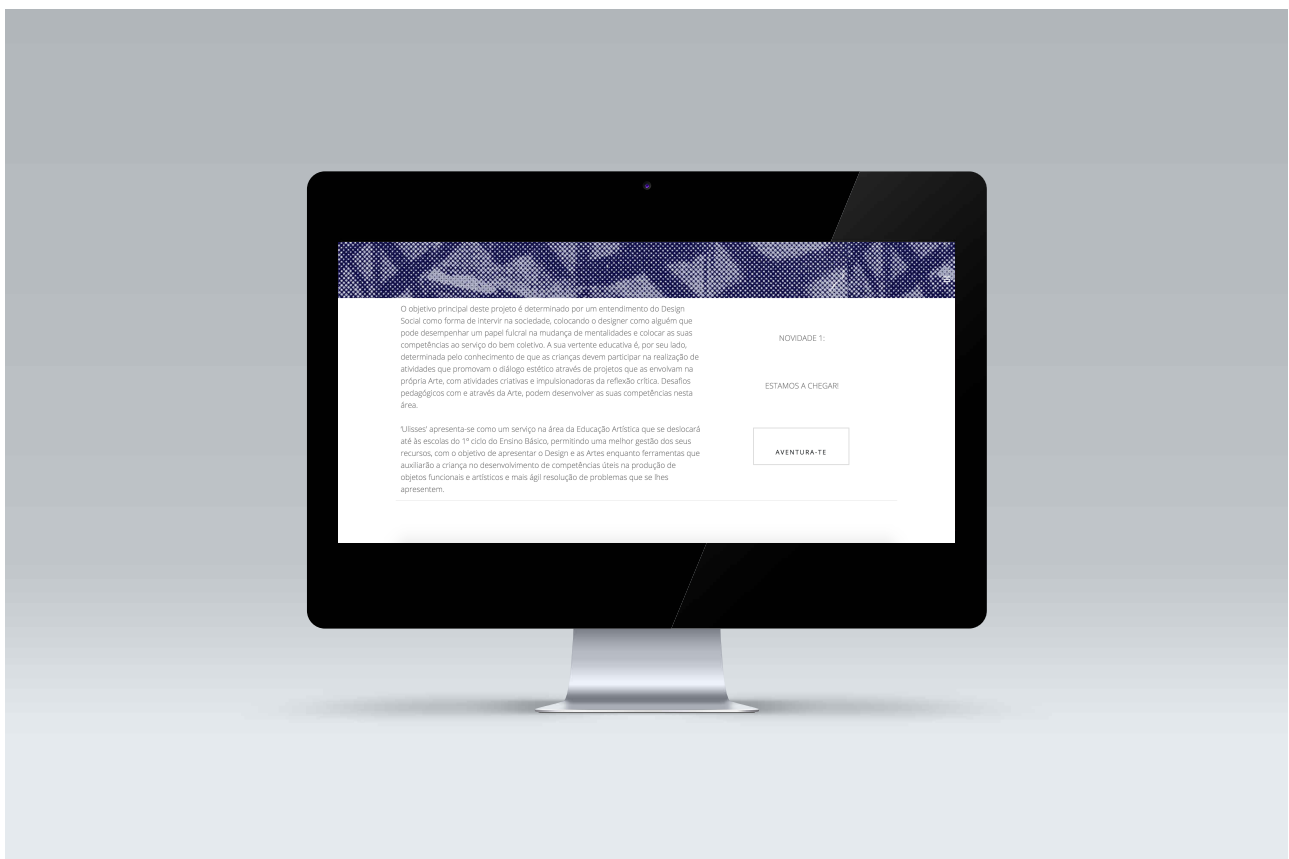 O objetivo principal deste projeto é determinado por um entendimento do Design
Social como forma de intervir na sociedade, colocando o designer como alguém que
pode desempenhar um papel fulcral na mudança de mentalidades e colocar as suas
competências ao serviço do bem coletivo. A sua vertente educativa é, por seu lado,
determinada pelo conhecimento de que as crianças devem participar na realização de
atividades que promovam o diálogo estético através de projetos que as envolvam na
própria Arte, com atividades criativas e impulsionadoras da reflexão crítica. Desafios
pedagógicos com e através da Arte, podem desenvolver as suas competências nesta
área.
'Ulisses' apresenta-se como um serviço na área da Educação Artística que se deslocará
até às escolas do 1º ciclo do Ensino Básico, permitindo uma melhor gestão dos seus
recursos, com o objetivo de apresentar o Design e as Artes enquanto ferramentas que
auxiliarão a criança no desenvolvimento de competências úteis na produção de
objetos funcionais e artísticos e mais ágil resolução de problemas que se lhes
apresentem.
NOVIDADE 1:
ESTAMOS A CHEGAR!
AVENTURA-TE